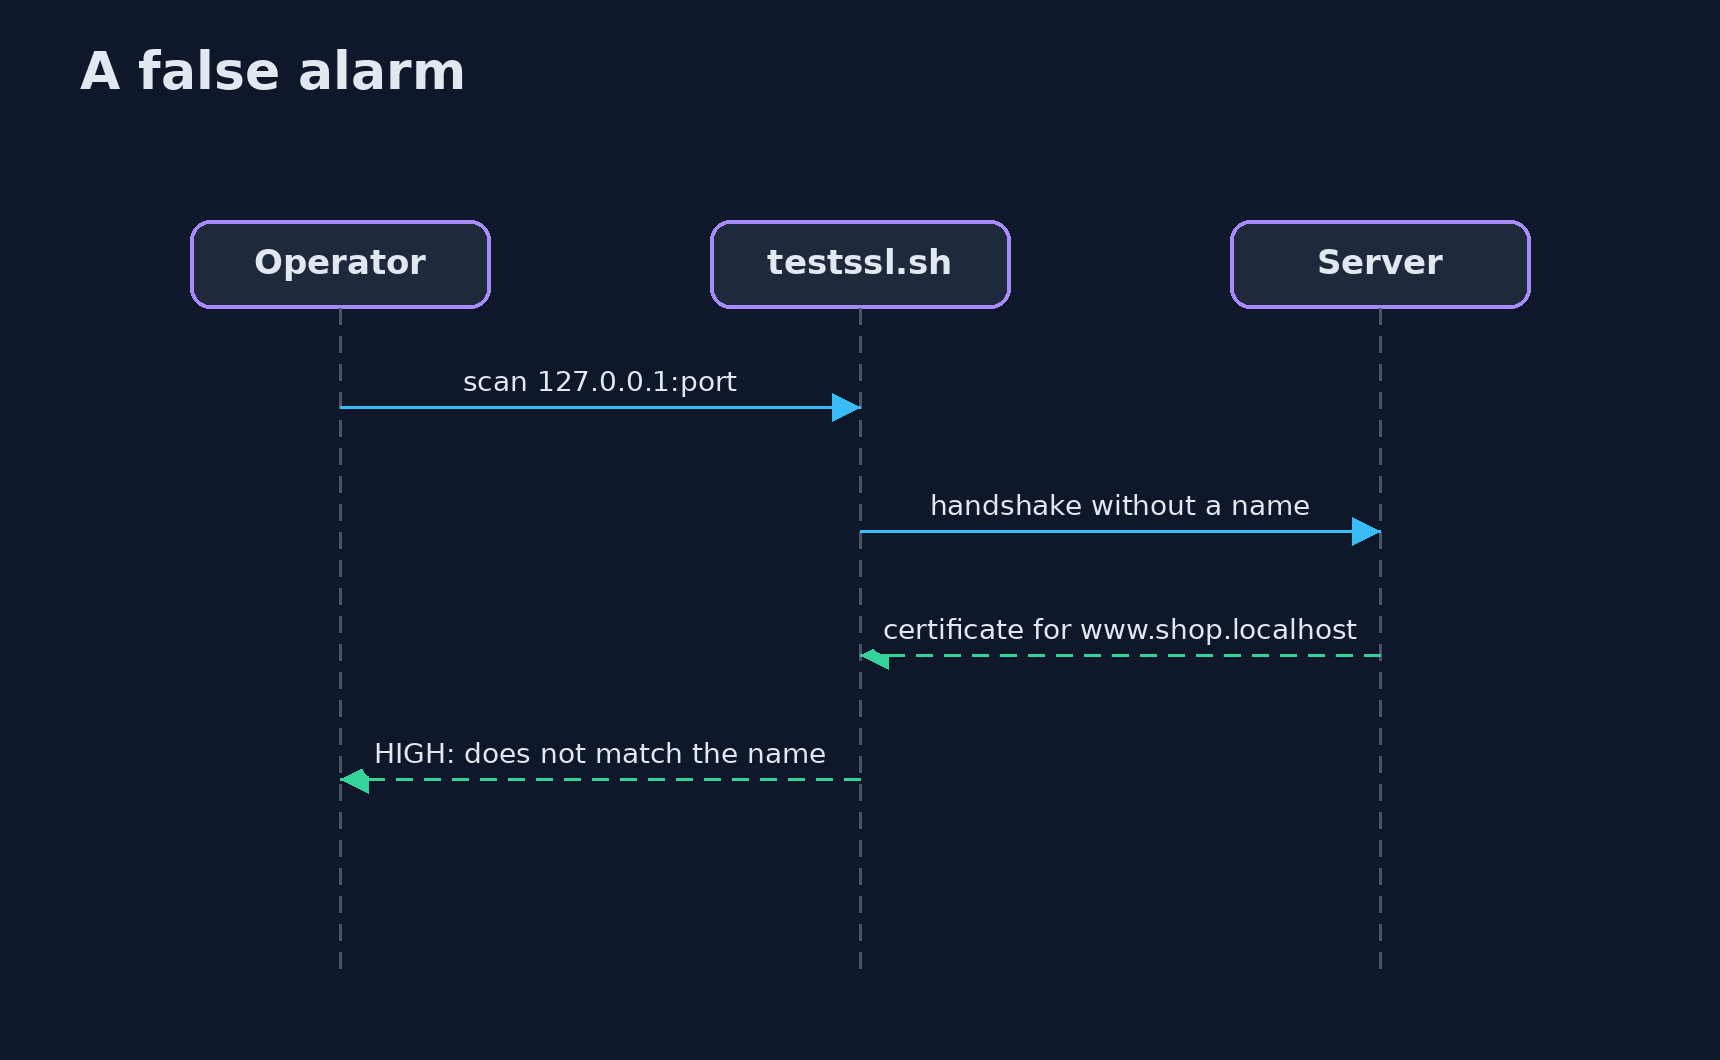 A false alarm
Operator
testssl.sh
Server
scan 127.0.0.1:port
handshake without a name
certificate for www.shop.localhost
HIGH: does not match the name